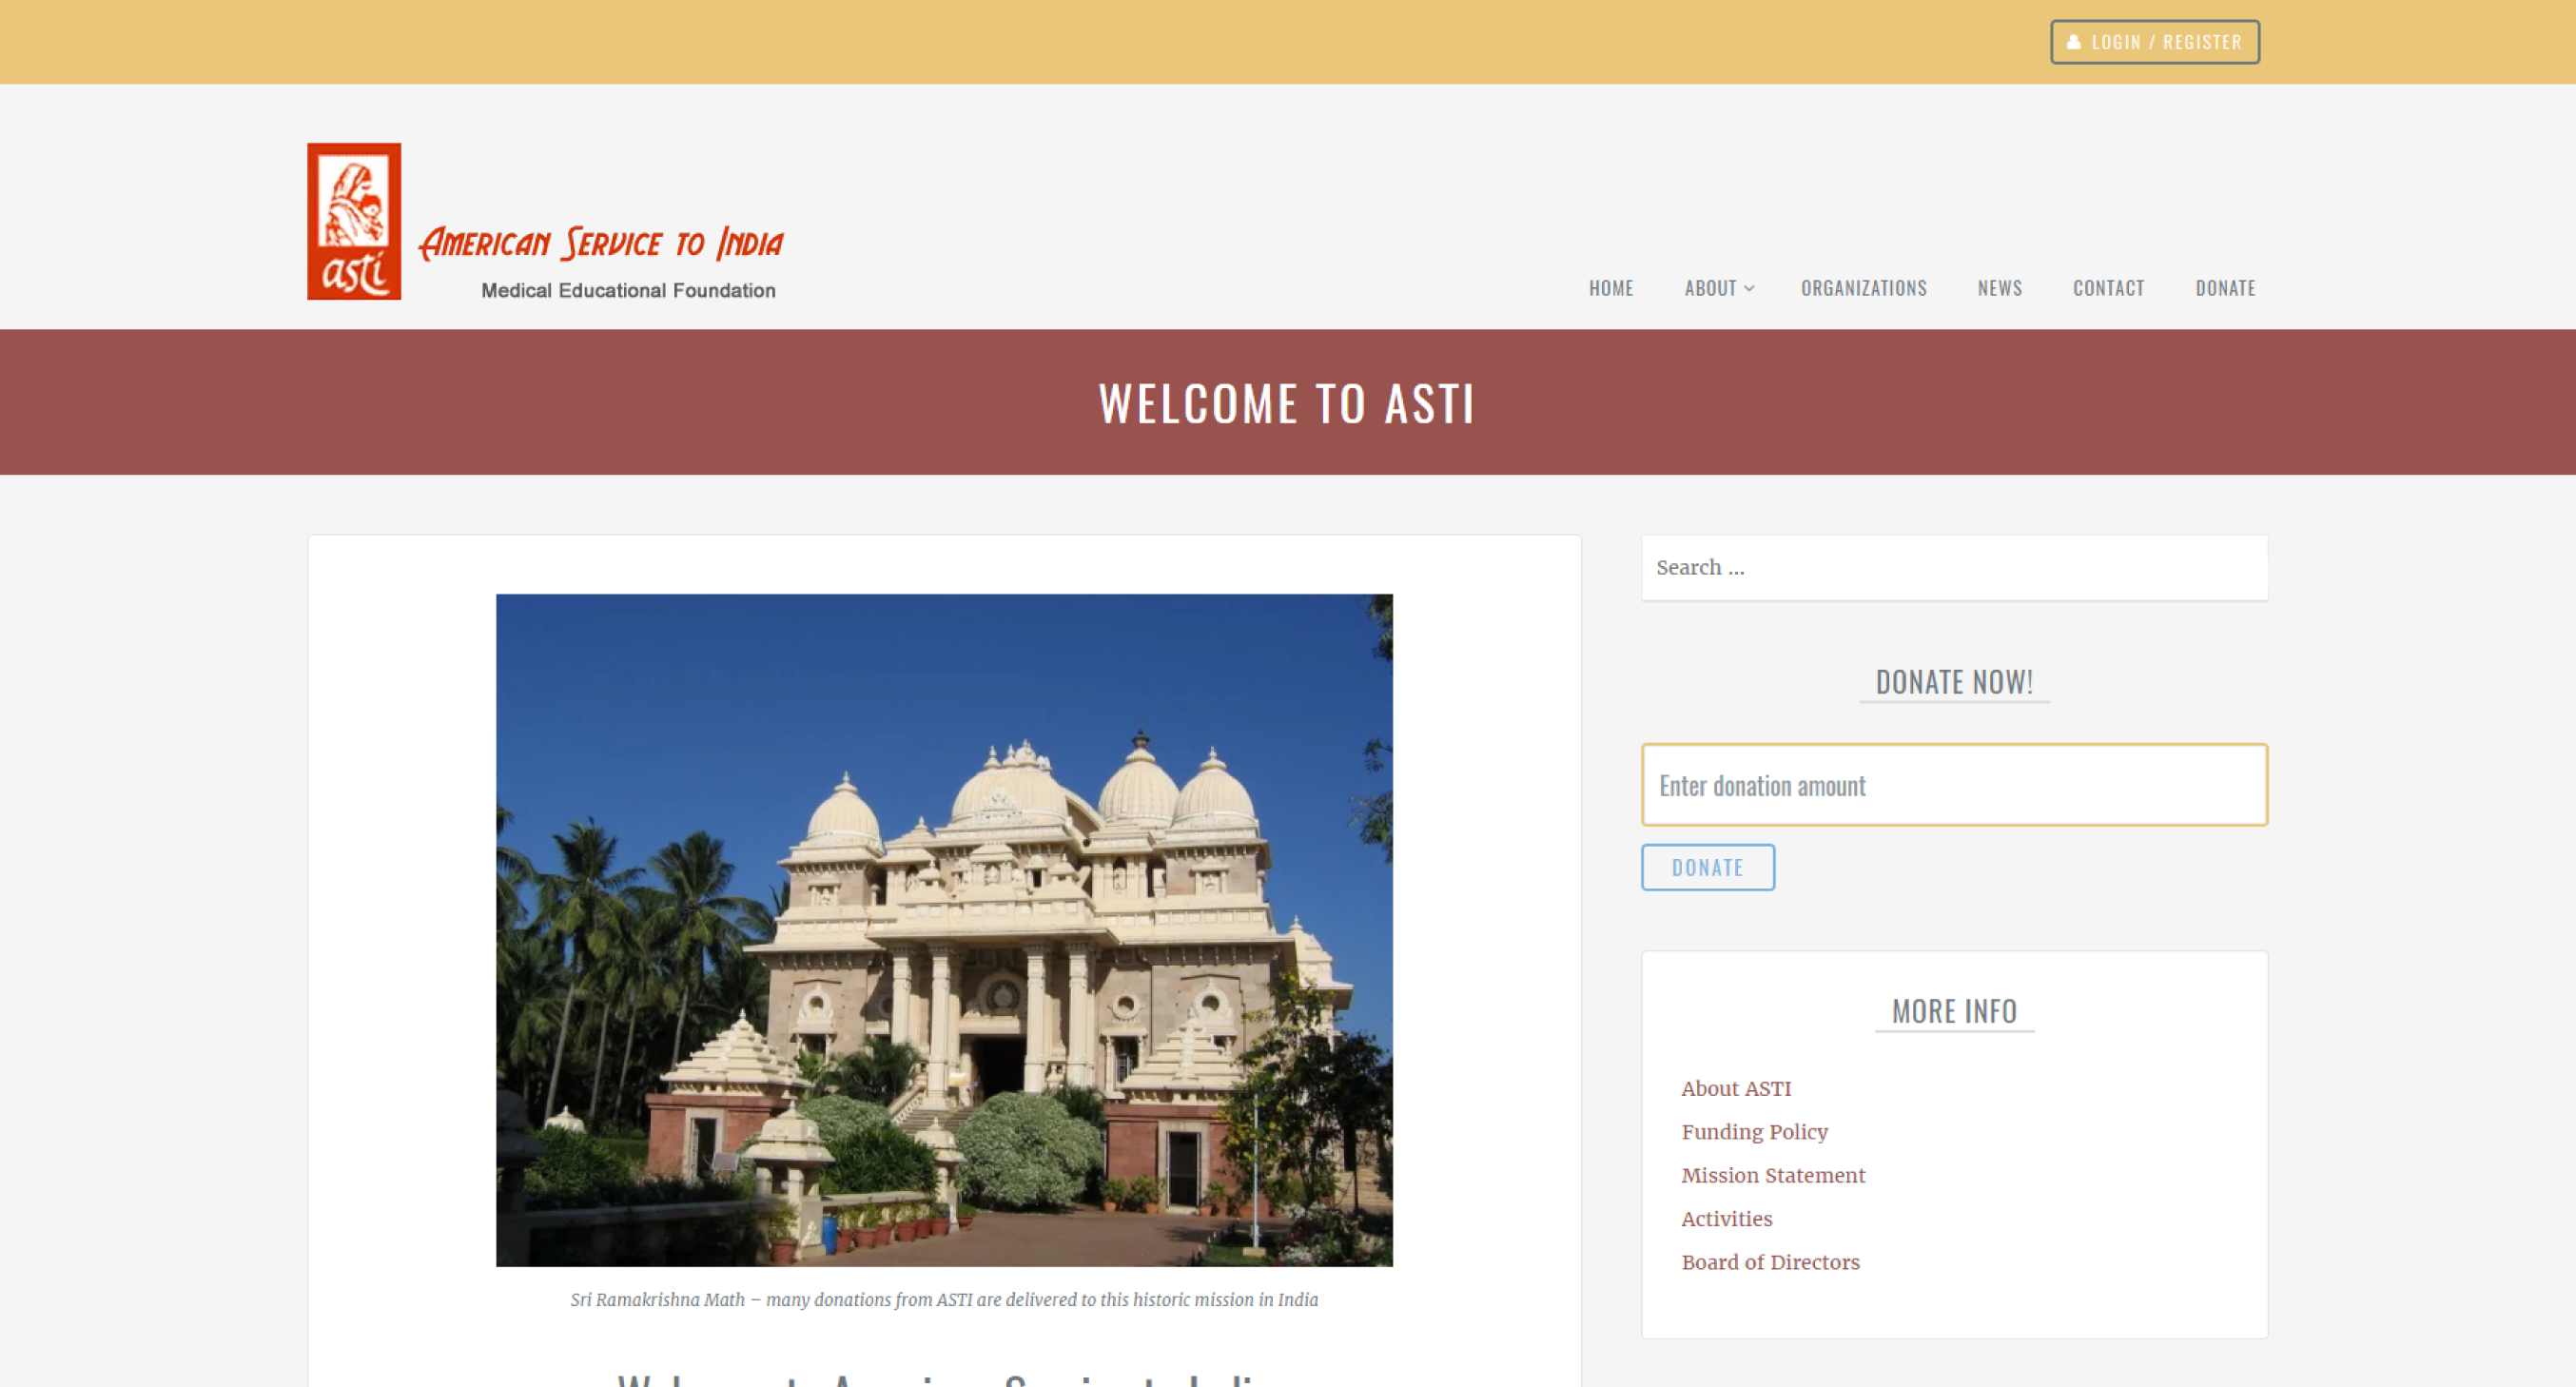 LOGIN / REGISTER
asti
American Service to India
Medical Educational Foundation
HOME ABOUT ORGANIZATIONS NEWS CONTACT DONATE
WELCOME TO ASTI
Search ...
DONATE NOW!
Enter donation amount
DONATE
MORE INFO
About ASTI
Funding Policy
Mission Statement
Activities
Board of Directors
Sri Ramakrishna Math – many donations from ASTI are delivered to this historic mission in India